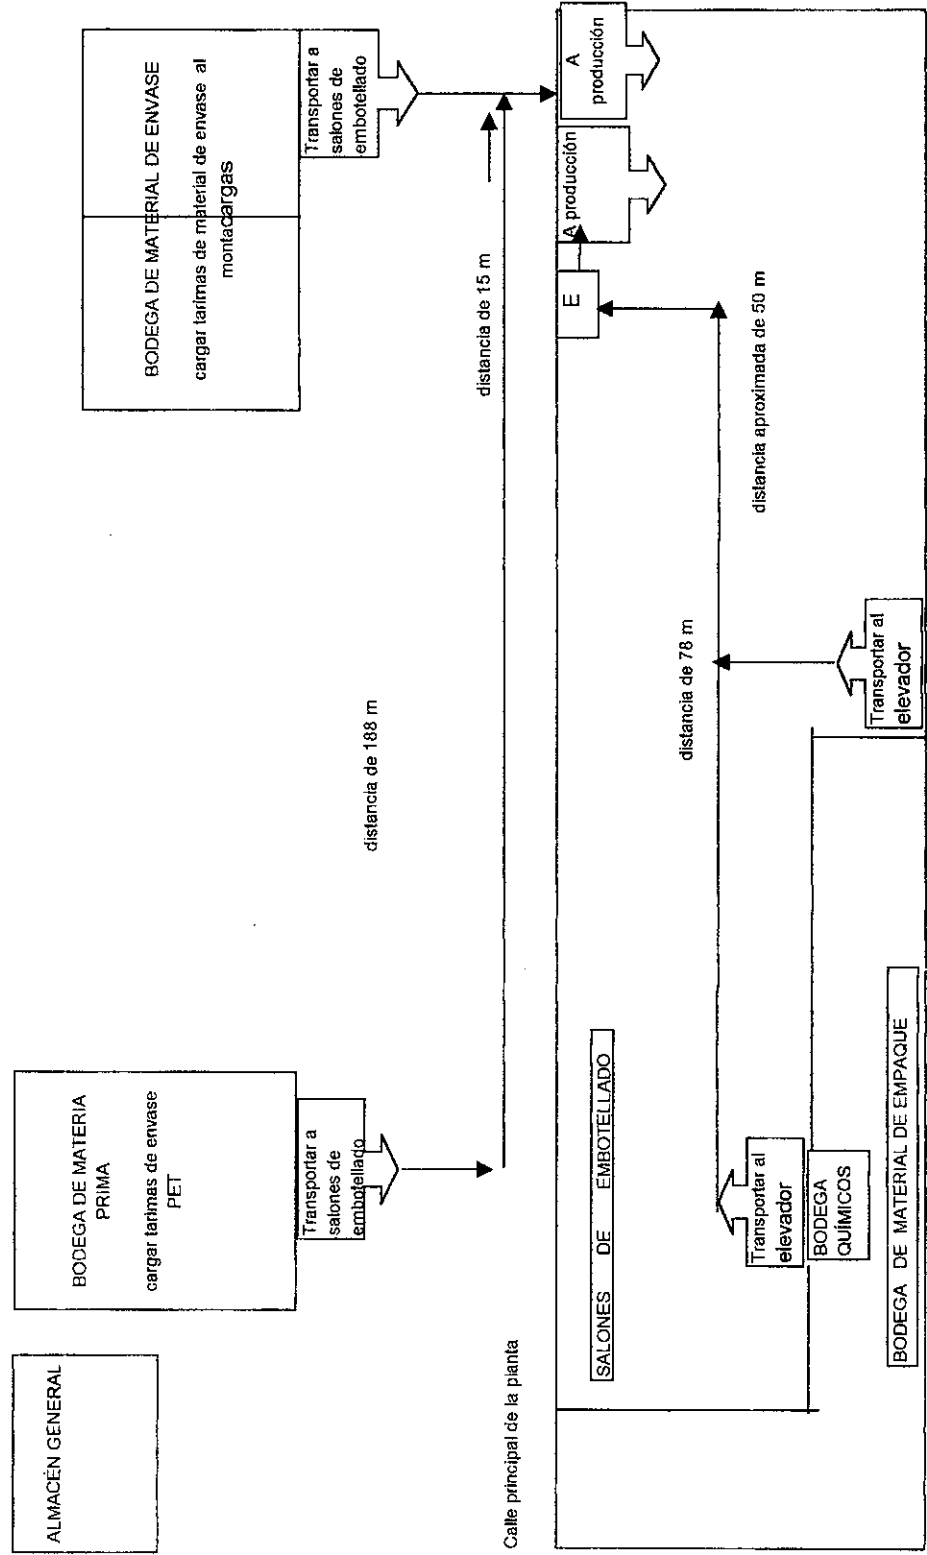 ALMACÉN GENERAL
BODEGA DE MATERIA
PRIMA
cargar tarimas de envase
PET
Transportar a
salones de
embotellado
BODEGA DE MATERIAL DE ENVASE
cargar tarimas de material de envase al
montacargas
Transportar a
salones de
embotellado
distancia de 188 m
distancia de 15 m
Calle principal de la planta
SALONES DE EMBOTELLADO
Transportar al
elevador
BODEGA
QUÍMICOS
BODEGA DE MATERIAL DE EMPAQUE
distancia de 78 m
Transportar al
elevador
distancia aproximada de 50 m
E
A producción
A
producción